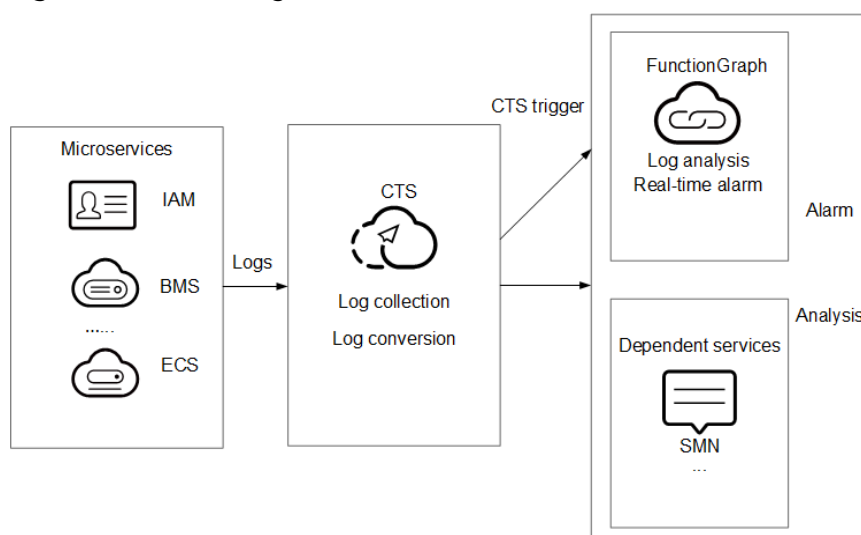 Microservices
IAM
BMS
......
ECS
Logs
CTS
Log collection
Log conversion
CTS trigger
FunctionGraph
Log analysis
Real-time alarm
Alarm
Analysis
Dependent services
SMN
...